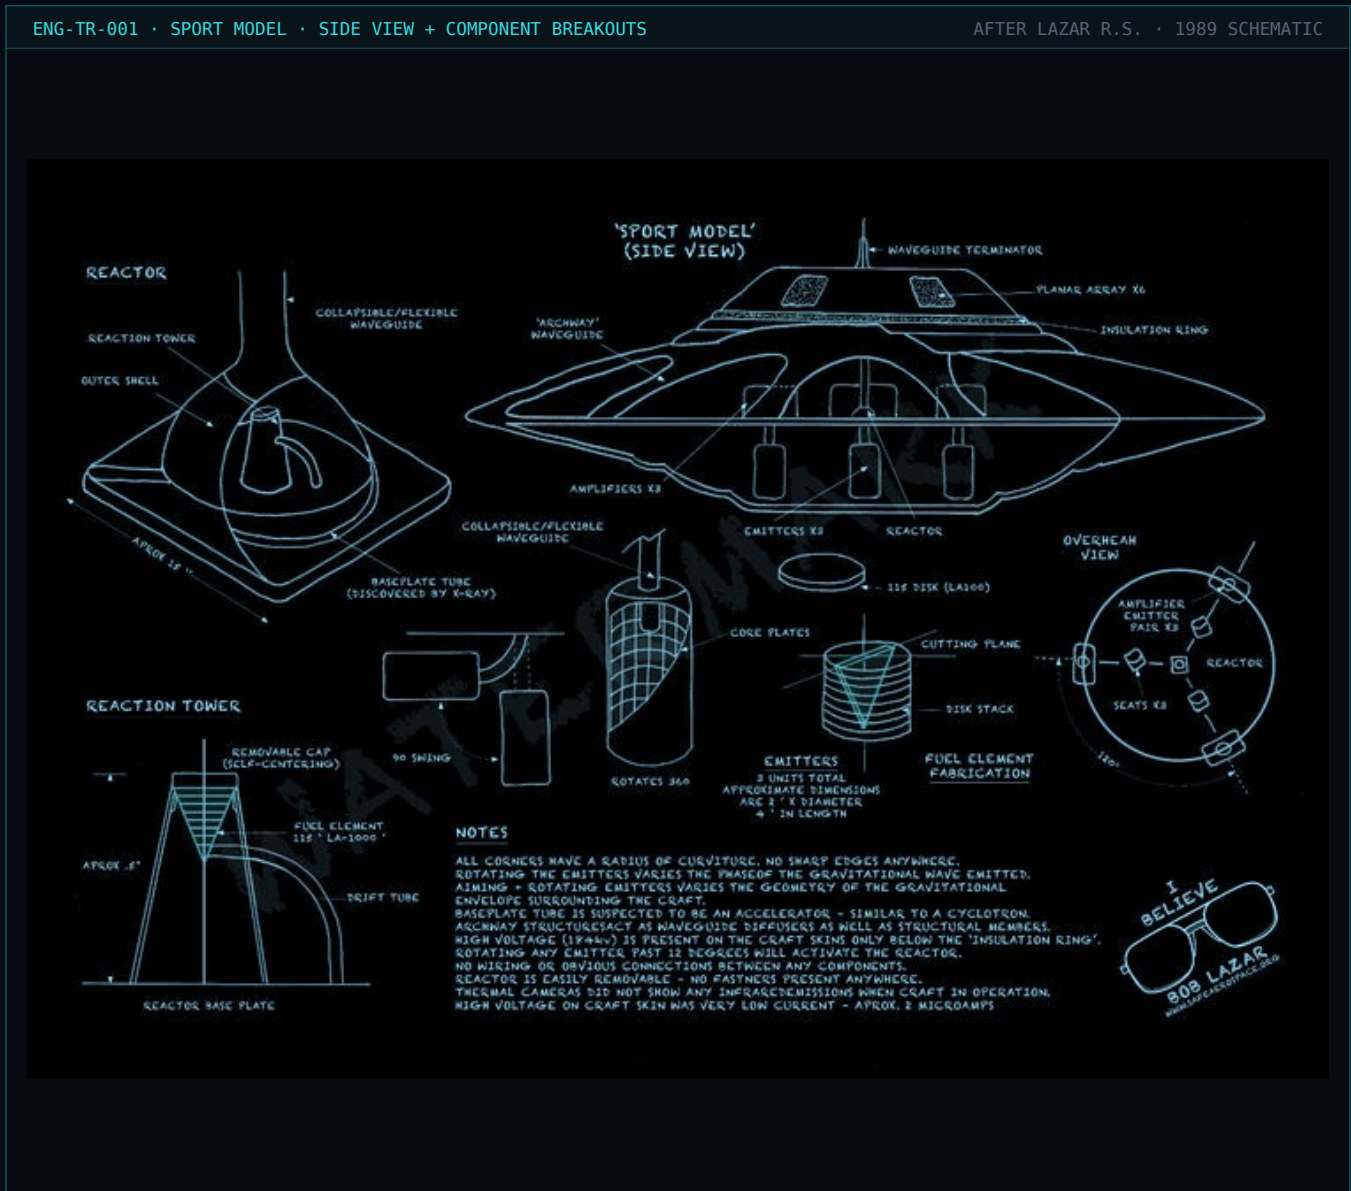 ENG-TR-001 · SPORT MODEL · SIDE VIEW + COMPONENT BREAKOUTS
AFTER LAZAR R.S. · 1989 SCHEMATIC
'SPORT MODEL'
(SIDE VIEW)
WAVEGUIDE TERMINATOR
PLANAR ARRAY X6
INSULATION RING
'ARCHWAY'
WAVEGUIDE
AMPLIFIERS X3
EMITTERS X3
REACTOR
REACTOR
COLLAPSIBLE/FLEXIBLE
WAVEGUIDE
REACTION TOWER
OUTER SHELL
APROX 18 "
BASEPLATE TUBE
(DISCOVERED BY X-RAY)
COLLAPSIBLE/FLEXIBLE
WAVEGUIDE
CORE PLATES
90 SWING
ROTATES 360
115 DISK (LA100)
CUTTING PLANE
DISK STACK
EMITTERS
3 UNITS TOTAL
APPROXIMATE DIMENSIONS
ARE 2 ' X DIAMETER
4 ' IN LENGTH
FUEL ELEMENT
FABRICATION
OVERHEAH
VIEW
AMPLIFIER
EMITTER
PAIR X3
REACTOR
SEATS X3
120°
REACTION TOWER
REMOVABLE CAP
(SELF-CENTERING)
FUEL ELEMENT
115 ' LA-1000 '
APROX .5"
DRIFT TUBE
REACTOR BASE PLATE
NOTES
ALL CORNERS HAVE A RADIUS OF CURVITURE. NO SHARP EDGES ANYWHERE.
ROTATING THE EMITTERS VARIES THE PHASEOF THE GRAVITATIONAL WAVE EMITTED.
AIMING + ROTATING EMITTERS VARIES THE GEOMETRY OF THE GRAVITATIONAL
ENVELOPE SURROUNDING THE CRAFT.
BASEPLATE TUBE IS SUSPECTED TO BE AN ACCELERATOR - SIMILAR TO A CYCLOTRON.
ARCHWAY STRUCTURESACT AS WAVEGUIDE DIFFUSERS AS WELL AS STRUCTURAL MEMBERS.
HIGH VOLTAGE (184kv) IS PRESENT ON THE CRAFT SKINS ONLY BELOW THE 'INSULATION RING'.
ROTATING ANY EMITTER PAST 12 DEGREES WILL ACTIVATE THE REACTOR.
NO WIRING OR OBVIOUS CONNECTIONS BETWEEN ANY COMPONENTS.
REACTOR IS EASILY REMOVABLE - NO FASTNERS PRESENT ANYWHERE.
THERMAL CAMERAS DID NOT SHOW ANY INFRAREDEMISSIONS WHEN CRAFT IN OPERATION.
HIGH VOLTAGE ON CRAFT SKIN WAS VERY LOW CURRENT - APROX. 2 MICROAMPS
I
BELIEVE
BOB LAZAR
WATERMARK